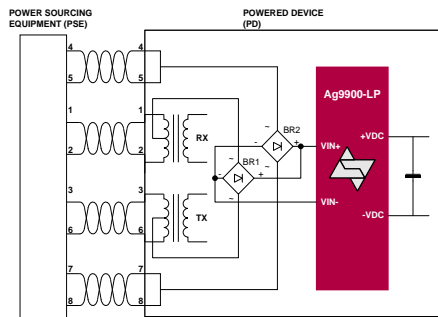 POWER SOURCING
EQUIPMENT (PSE)
POWERED DEVICE
(PD)
4 4
5 5
1 1
2 2
3 3
6 6
7 7
8 8
RX
TX
~
BR2
- +
~
~
BR1
- +
~
Ag9900-LP
VIN+
VIN-
+VDC
-VDC